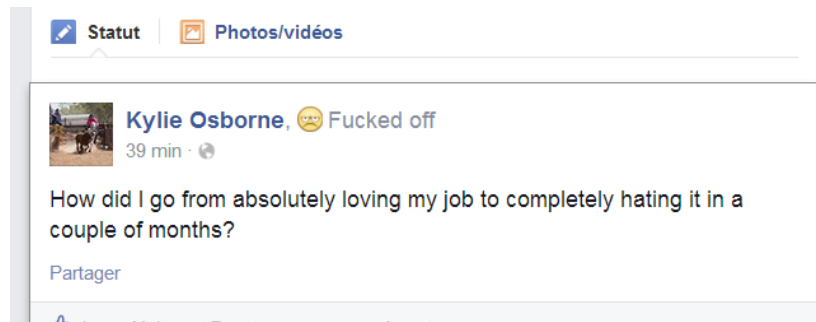 Statut Photos/vidéos
Kylie Osborne, Fucked off
39 min ·
How did I go from absolutely loving my job to completely hating it in a
couple of months?
Partager